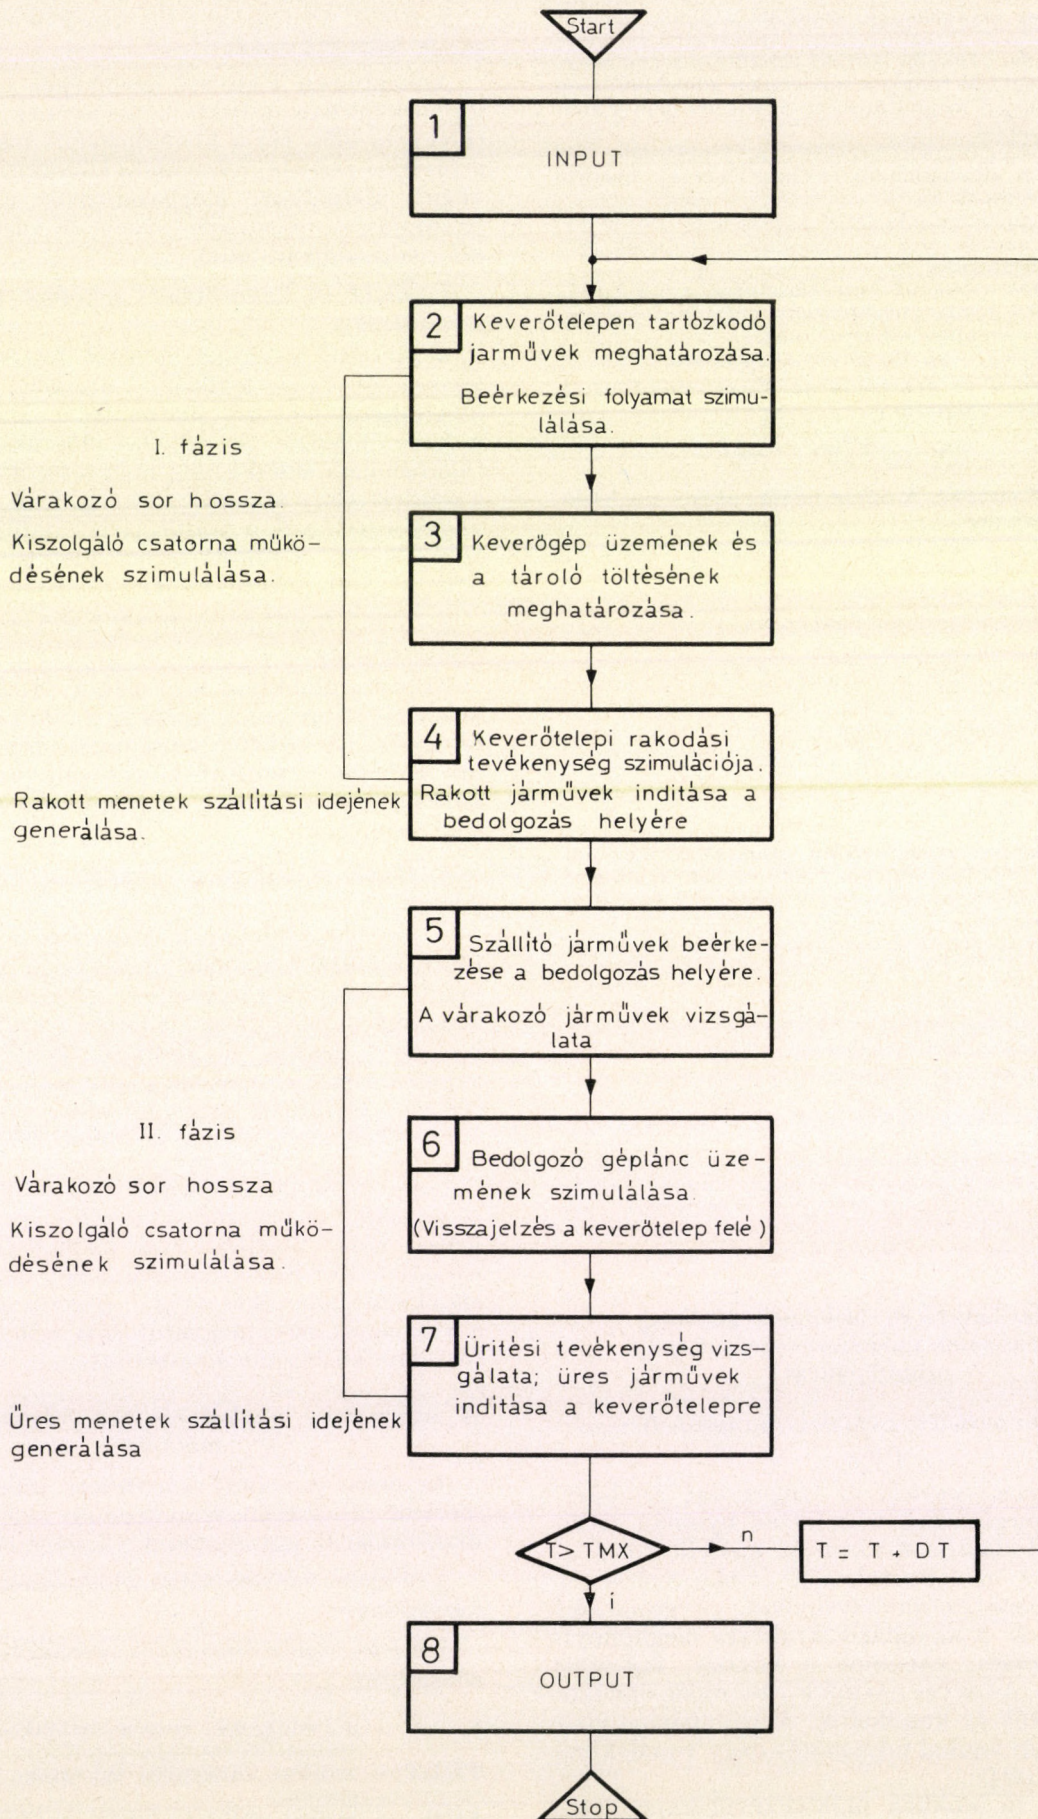 Start
1
INPUT
2
Keverőtelepen tartózkodó
jarművek meghatározása.
Beérkezési folyamat szimu-
lálása.
I. fázis
Várakozó sor hossza.
Kiszolgáló csatorna műkö-
désének szimulálása.
3
Keverőgép üzemének és
a tároló töltésének
meghatározása.
4
Keverőtelepi rakodási
tevékenység szimulációja.
Rakott járművek inditása a
bedolgozás helyére
Rakott menetek szállítási idejének
generálása.
5
Szállító járművek beérke-
zése a bedolgozás helyére.
A várakozó járművek vizsgá-
lata
II. fázis
Várakozó sor hossza
Kiszolgáló csatorna műkö-
désének szimulálása.
6
Bedolgozó géplánc üze-
mének szimulálása.
(Visszajelzés a keverőtelep felé)
7
Üritési tevékenység vizs-
gálata; üres járművek
indítása a keverőtelepre
Űres menetek szállítási idejének
generálása
T> TMX
n
T = T + DT
i
8
OUTPUT
Stop